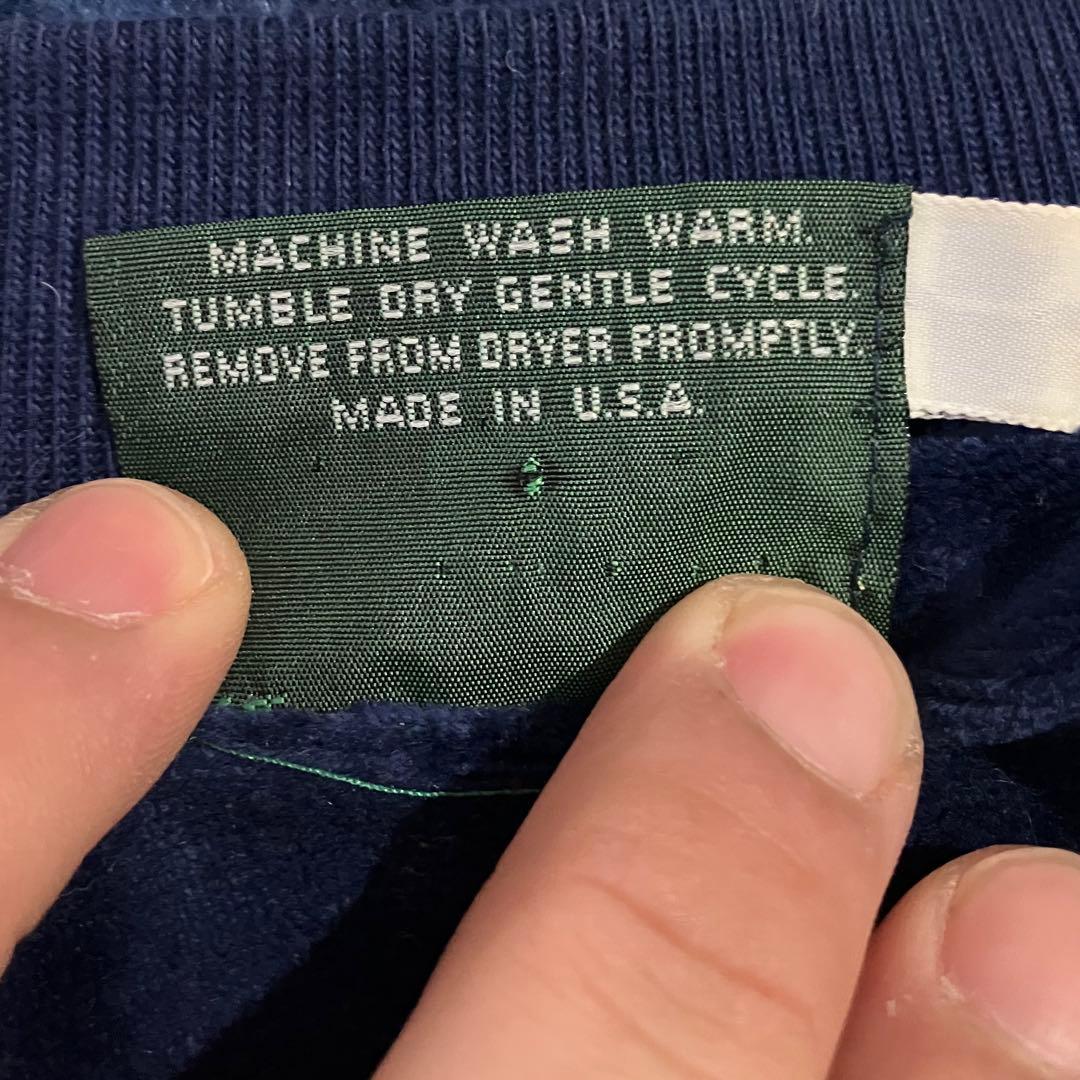 MACHINE WASH WARM.
TUMBLE DRY GENTLE CYCLE.
REMOVE FROM DRYER PROMPTLY.
MADE IN U.S.A.